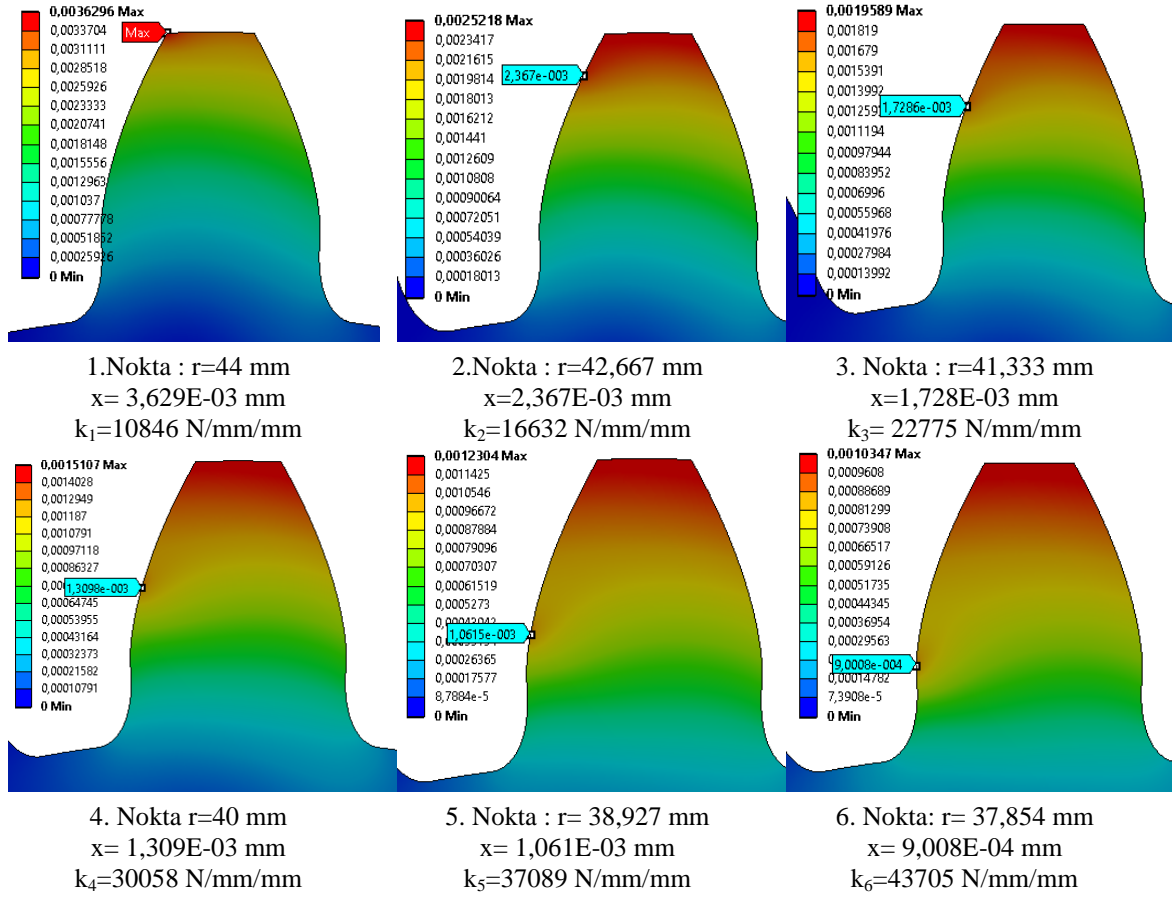 0,0036296 Max
0,0033704
0,0031111
0,0028518
0,0025926
0,0023333
0,0020741
0,0018148
0,0015556
0,0012963
0,001037
0,00077778
0,00051852
0,00025926
0 Min
Max
0,0025218 Max
0,0023417
0,0021615
0,0019814
0,0018013
0,0016212
0,001441
0,0012609
0,0010808
0,00090064
0,00072051
0,00054039
0,00036026
0,00018013
0 Min
2,367e-003
0,0019589 Max
0,001819
0,001679
0,0015391
0,0013992
0,0011194
0,00097944
0,00083952
0,0006996
0,00055968
0,00041976
0,00027984
0,00013992
0 Min
1,7286e-003
1.Nokta : r=44 mm
x= 3,629E-03 mm
k₁=10846 N/mm/mm
2.Nokta : r=42,667 mm
x=2,367E-03 mm
k₂=16632 N/mm/mm
3. Nokta : r=41,333 mm
x=1,728E-03 mm
k₃= 22775 N/mm/mm
0,0015107 Max
0,0014028
0,0012949
0,001187
0,0010791
0,00097118
0,00086327
0,00064745
0,00053955
0,00043164
0,00032373
0,00021582
0,00010791
0 Min
1,3098e-003
0,0012304 Max
0,0011425
0,0010546
0,00096672
0,00087884
0,00079096
0,00070307
0,00061519
0,00052​73
0,00026365
0,00017577
8,7884e-5
0 Min
1,0615e-003
0,0010347 Max
0,0009608
0,00088689
0,00081299
0,00073908
0,00066517
0,00059126
0,00051735
0,00044345
0,00036954
0,00029563
0,00014782
7,3908e-5
0 Min
9,0008e-004
4. Nokta r=40 mm
x= 1,309E-03 mm
k₄=30058 N/mm/mm
5. Nokta : r= 38,927 mm
x= 1,061E-03 mm
k₅=37089 N/mm/mm
6. Nokta: r= 37,854 mm
x= 9,008E-04 mm
k₆=43705 N/mm/mm